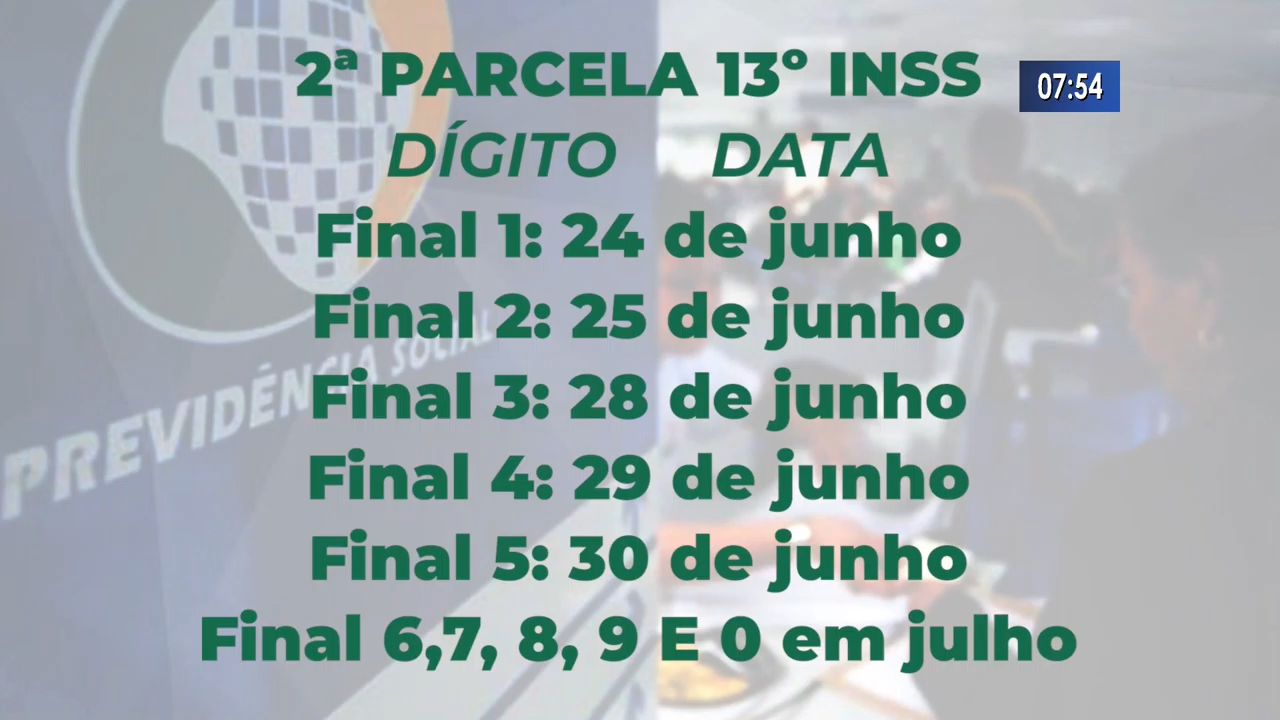 2ª PARCELA 13º INSS
07:54
DÍGITO DATA
Final 1: 24 de junho
Final 2: 25 de junho
Final 3: 28 de junho
Final 4: 29 de junho
Final 5: 30 de junho
Final 6,7, 8, 9 E 0 em julho
PREVIDÊNCIA SOCIAL